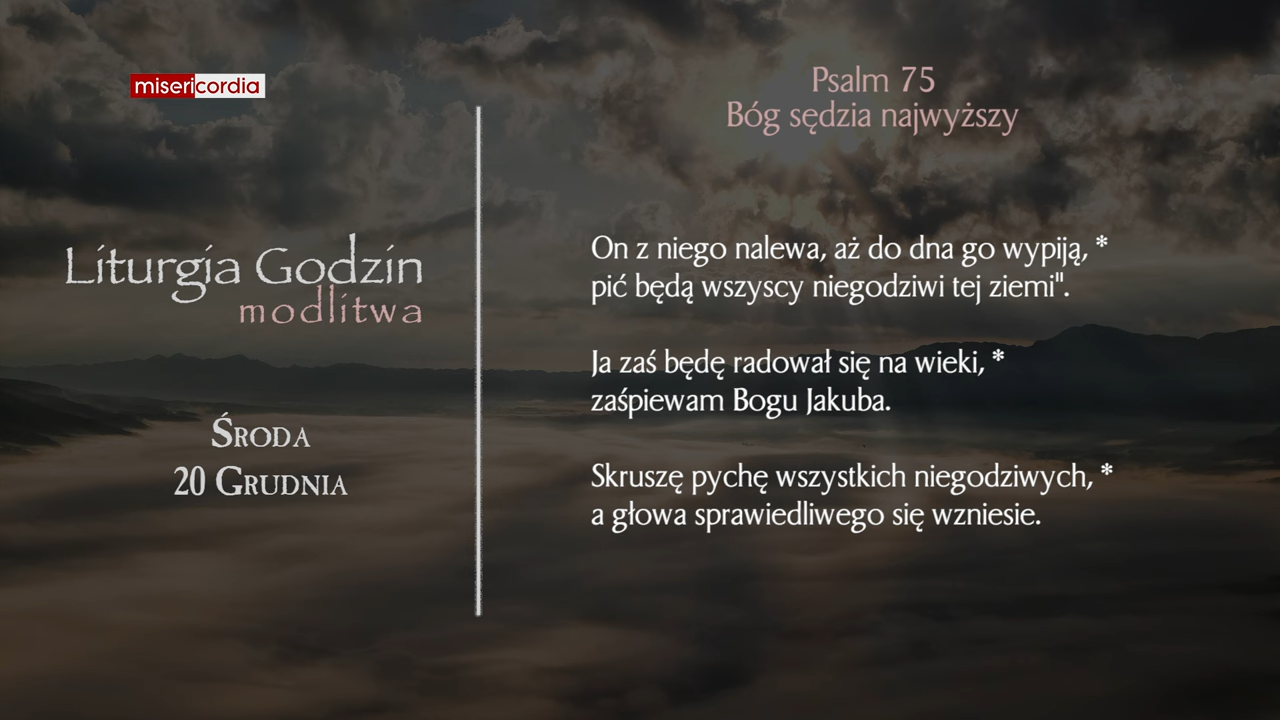 misericordia
Liturgia Godzin
modlitwa
Środa
20 Grudnia
Psalm 75
Bóg sędzia najwyższy
On z niego nalewa, aż do dna go wypiją, *
pić będą wszyscy niegodziwi tej ziemi".
Ja zaś będę radował się na wieki, *
zaśpiewam Bogu Jakuba.
Skruszę pychę wszystkich niegodziwych, *
a głowa sprawiedliwego się wzniesie.